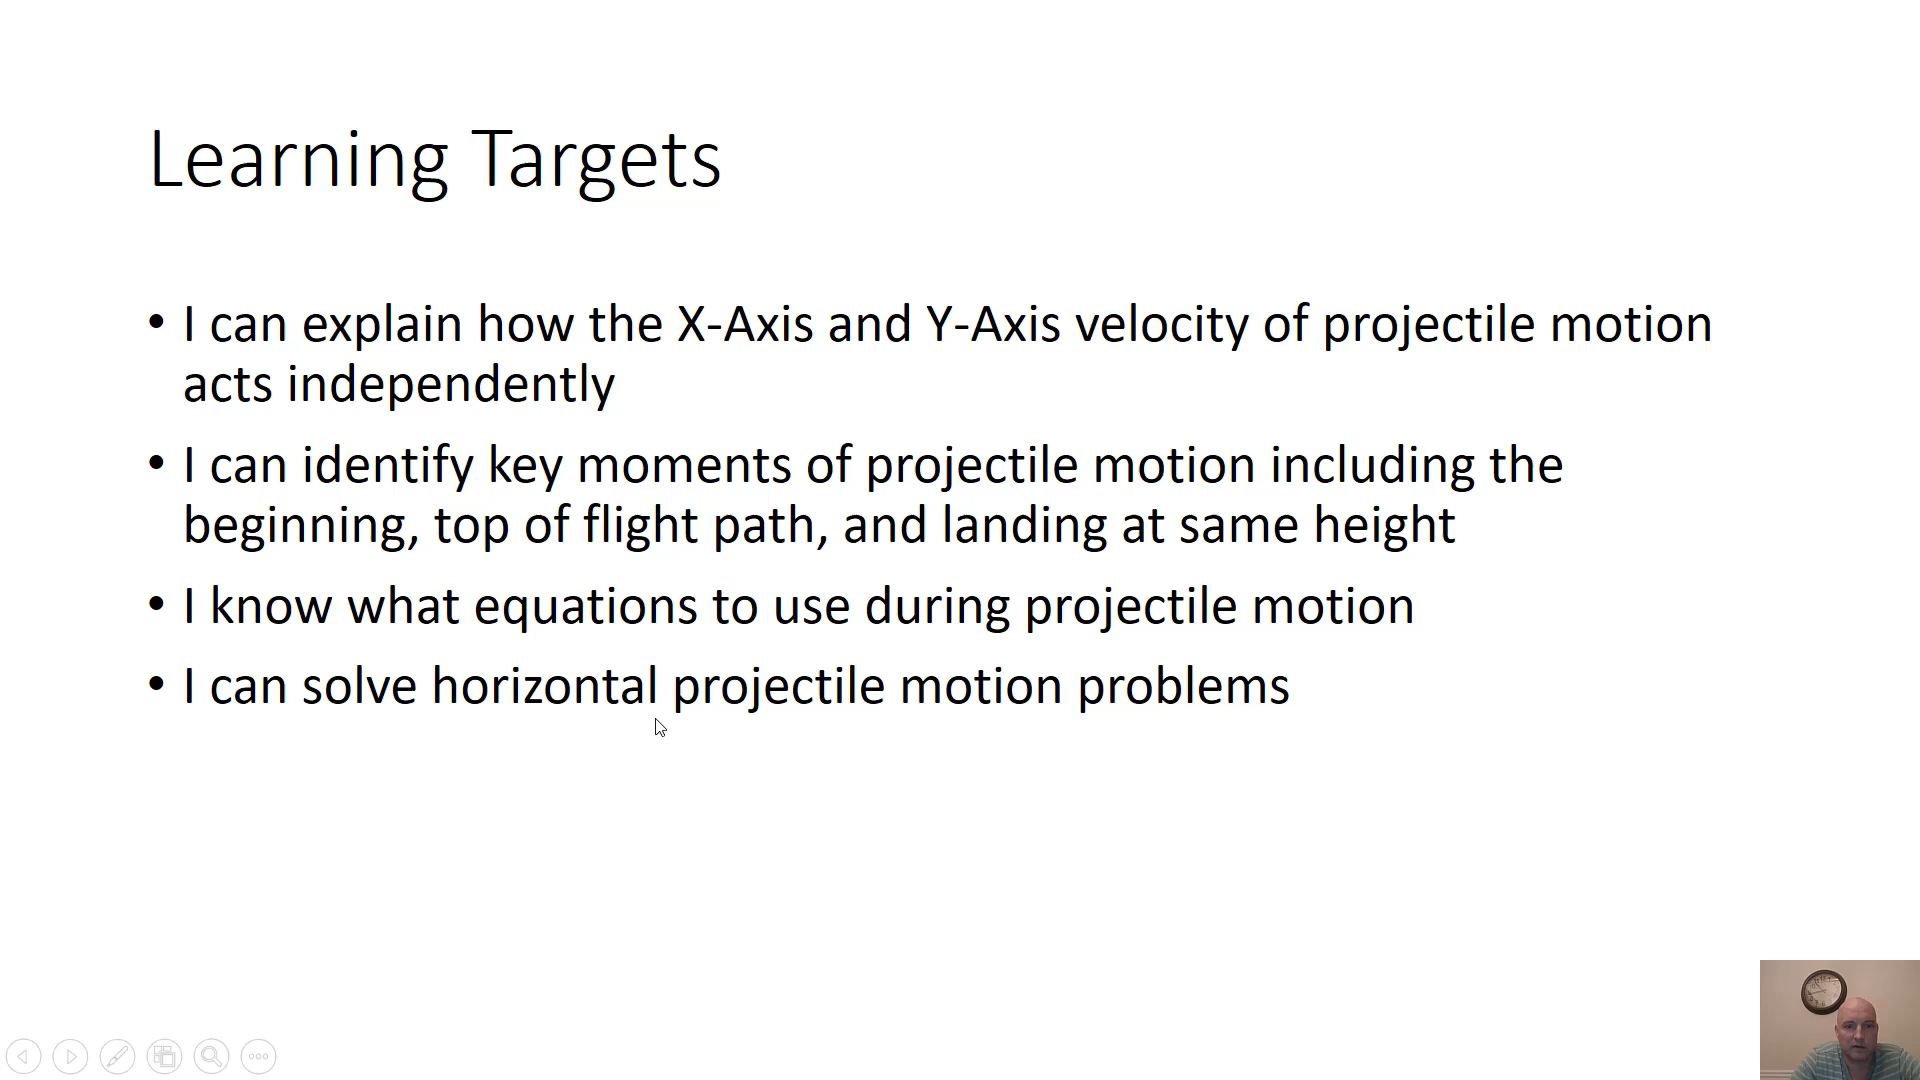 Learning Targets
• I can explain how the X-Axis and Y-Axis velocity of projectile motion
acts independently
• I can identify key moments of projectile motion including the
beginning, top of flight path, and landing at same height
• I know what equations to use during projectile motion
• I can solve horizontal projectile motion problems